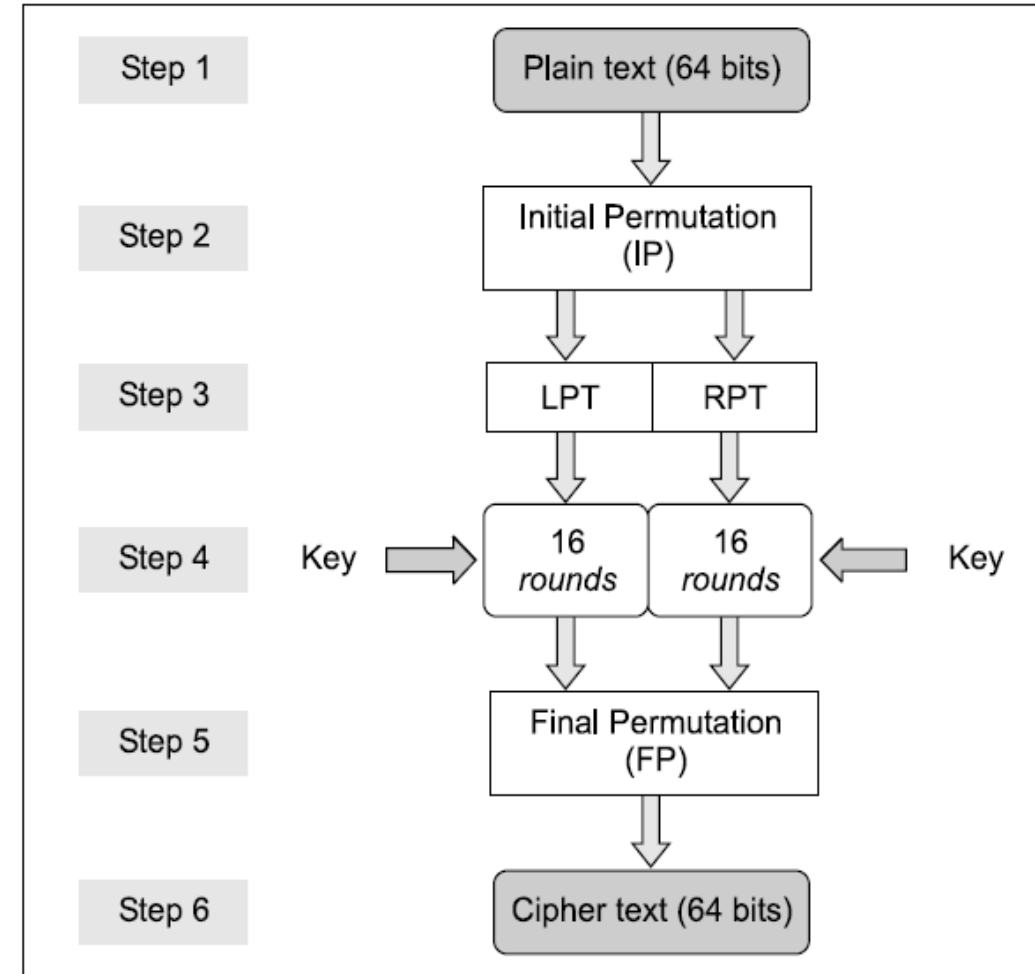 Step 1
Plain text (64 bits)
Step 2
Initial Permutation
(IP)
Step 3
LPT
RPT
Step 4
Key
16
rounds
16
rounds
Key
Step 5
Final Permutation
(FP)
Step 6
Cipher text (64 bits)